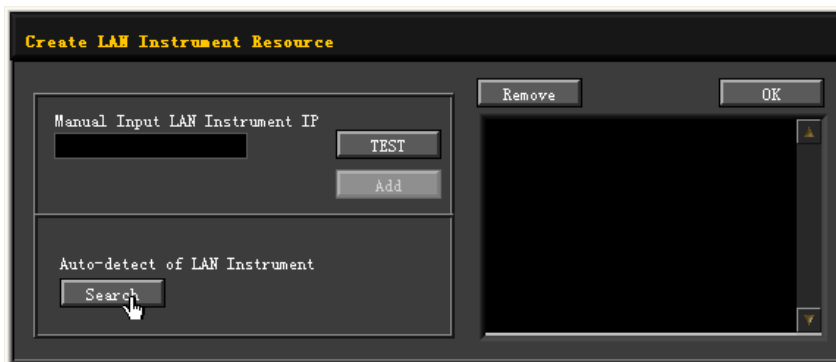 Create LAN Instrument Resource
Remove
OK
Manual Input LAN Instrument IP
TEST
Add
Auto-detect of LAN Instrument
Search